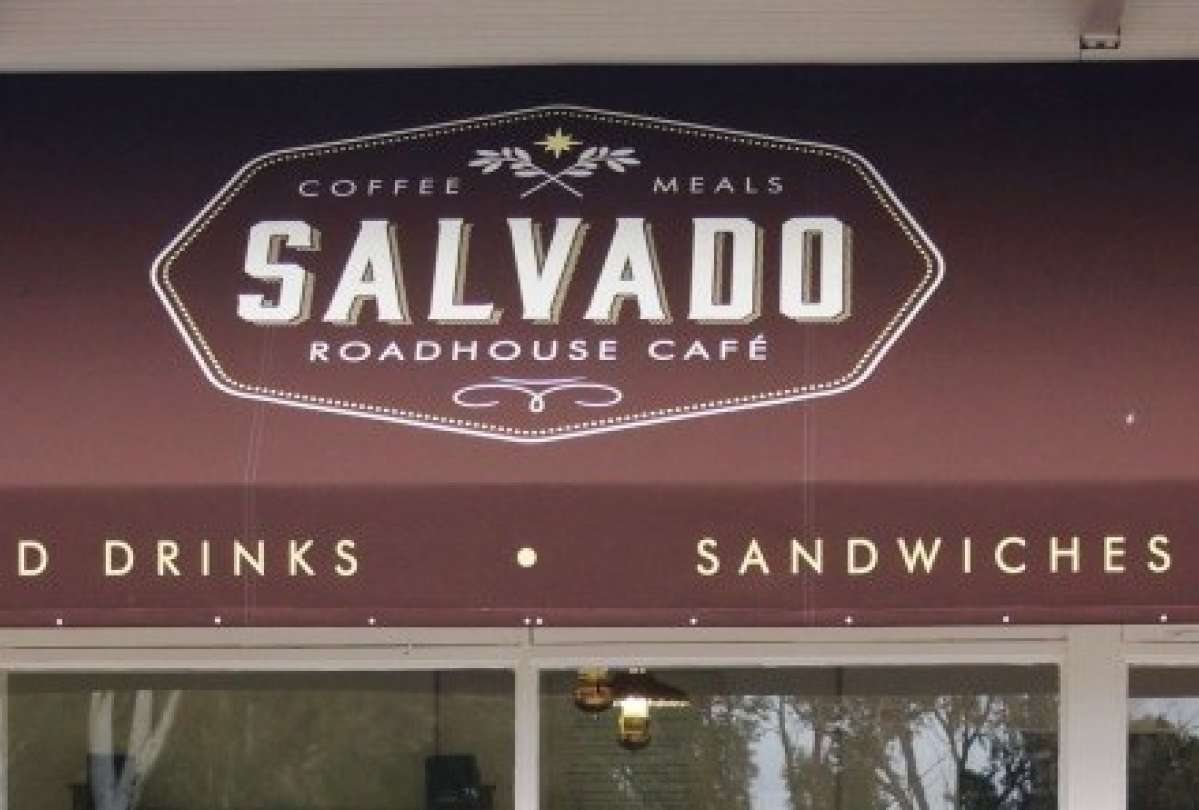 COFFEE MEALS
SALVADO
ROADHOUSE CAFÉ
D DRINKS • SANDWICHES